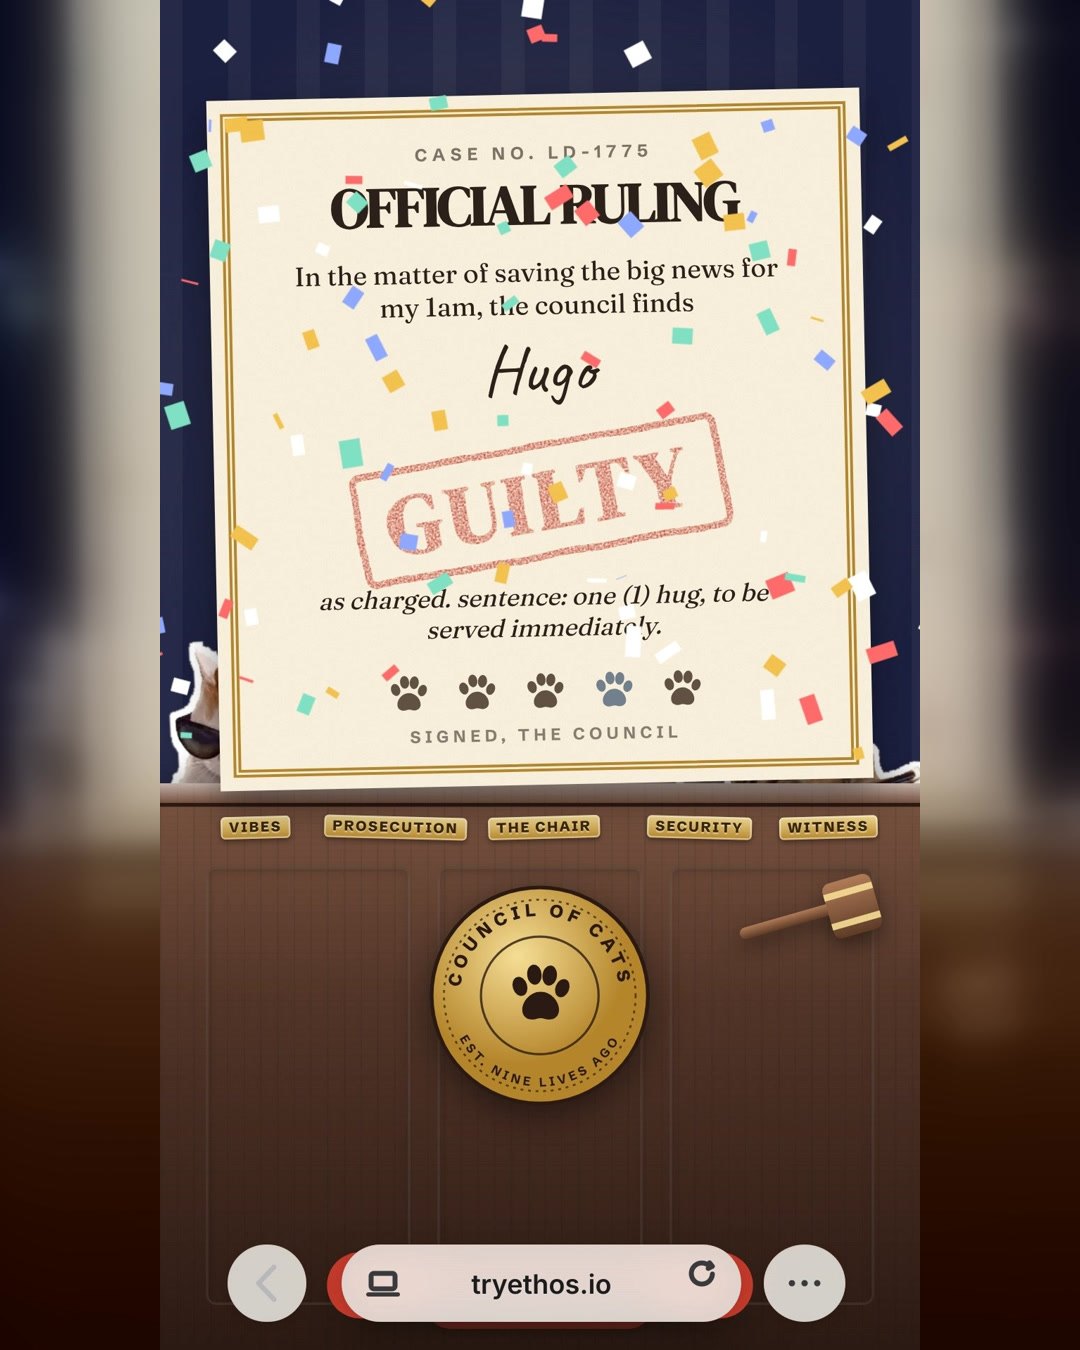 CASE NO. LD-1775
OFFICIAL RULING
In the matter of saving the big news for
my 1am, the council finds
Hugo
GUILTY
as charged. sentence: one (1) hug, to be
served immediately.
SIGNED, THE COUNCIL
VIBES
PROSECUTION
THE CHAIR
SECURITY
WITNESS
COUNCIL OF CATS
EST. NINE LIVES AGO
tryethos.io